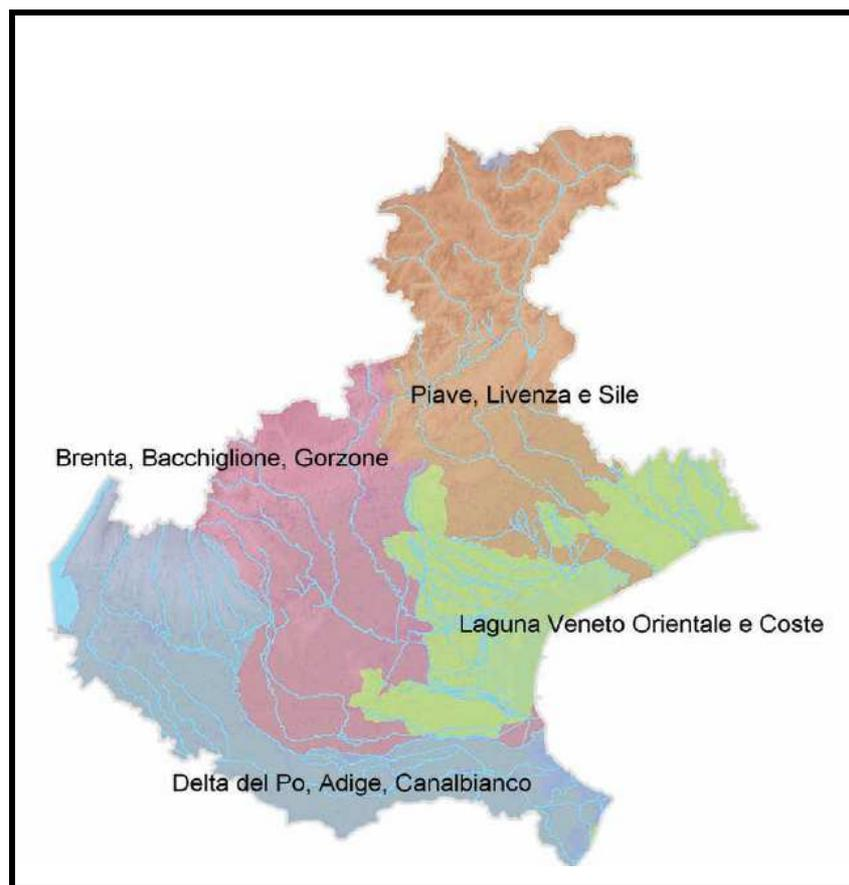 Piave, Livenza e Sile
Brenta, Bacchiglione, Gorzone
Laguna Veneto Orientale e Coste
Delta del Po, Adige, Canalbianco